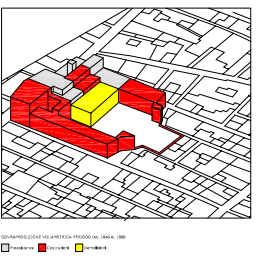 SOVRAPPOSIZIONE VOLUMETRICA PERIODO DAL 1846 AL 1886
Preesistenze Costruzioni Demolizioni